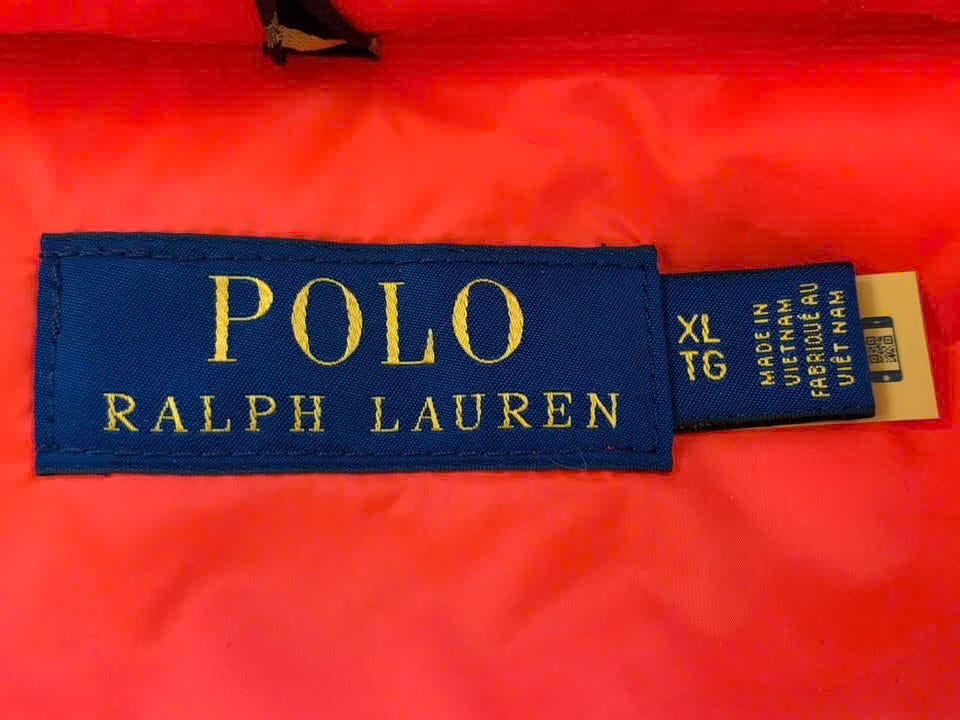 POLO
RALPH LAUREN
XL
TG
MADE IN
VIETNAM
FABRIQUÉ AU
VIÊT NAM